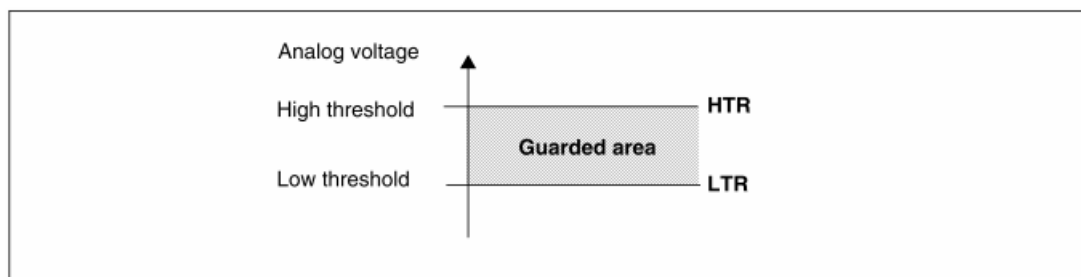 Analog voltage
High threshold
HTR
Guarded area
Low threshold
LTR